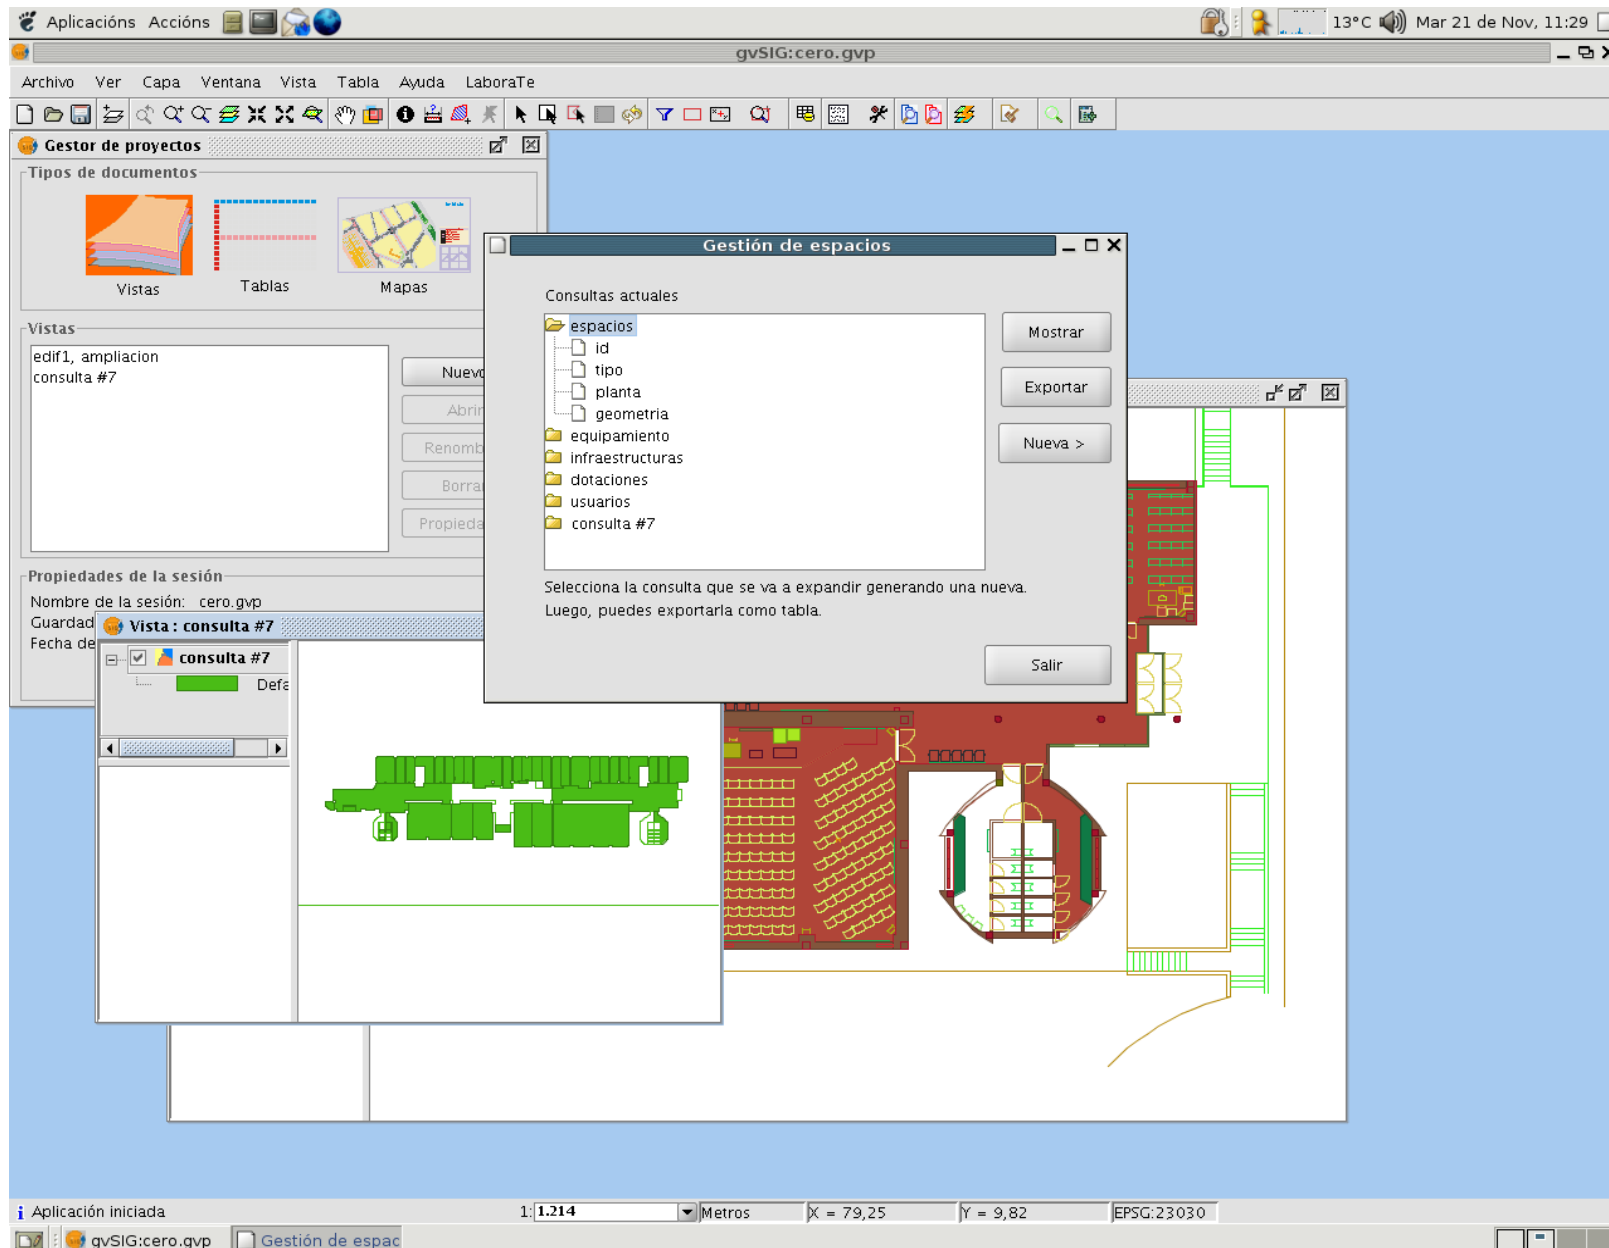 Aplicacións Accións
13°C
Mar 21 de Nov, 11:29
gvSIG:cero.gvp
Archivo Ver Capa Ventana Vista Tabla Ayuda LaboraTe
Gestor de proyectos
Tipos de documentos
Vistas Tablas Mapas
Vistas
edif1, ampliacion
consulta #7
Nuevo
Abrir
Renomb
Borra
Propieda
Propiedades de la sesión
Nombre de la sesión: cero.gvp
Guardad
Fecha de
Vista : consulta #7
consulta #7
Defa
Gestión de espacios
Consultas actuales
espacios
id
tipo
planta
geometria
equipamiento
infraestructuras
dotaciones
usuarios
consulta #7
Mostrar
Exportar
Nueva >
Selecciona la consulta que se va a expandir generando una nueva.
Luego, puedes exportarla como tabla.
Salir
Aplicación iniciada
1: 1.214
Metros
X = 79,25
Y = 9,82
EPSG:23030
gvSIG:cero.gvp
Gestión de espac